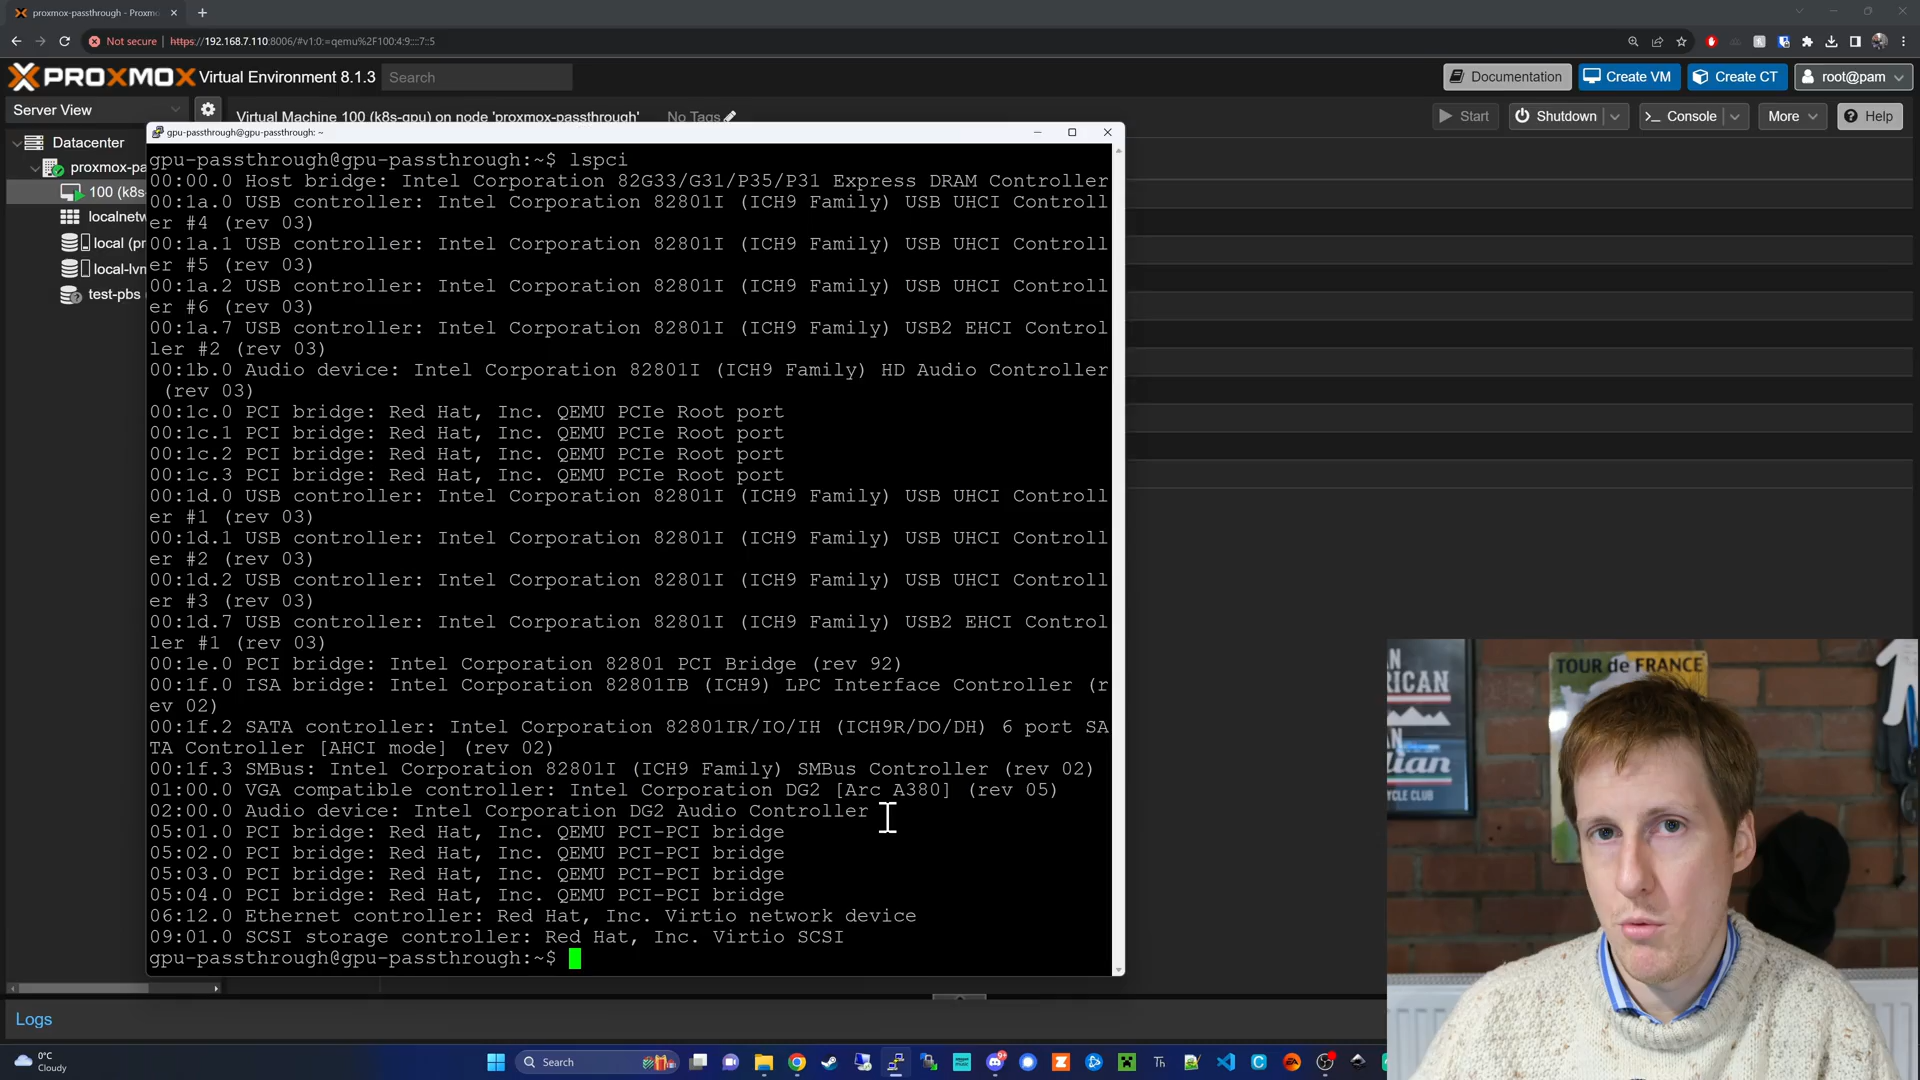 proxmox-passthrough - Proxmo
Not secure https://192.168.7.110:8006/#v1:0:=qemu%2F100:4:9::::7::5
PROXMOX Virtual Environment 8.1.3 Search Documentation Create VM Create CT root@pam
Server View
Virtual Machine 100 (k8s-gpu) on node 'proxmox-passthrough' No Tags Start Shutdown Console More Help
Datacenter
proxmox-pa
100 (k8s-
localnetw
local (pr
local-lvm
test-pbs
gpu-passthrough@gpu-passthrough: ~
gpu-passthrough@gpu-passthrough:~$ lspci
00:00.0 Host bridge: Intel Corporation 82G33/G31/P35/P31 Express DRAM Controller
00:1a.0 USB controller: Intel Corporation 82801I (ICH9 Family) USB UHCI Controll
er #4 (rev 03)
00:1a.1 USB controller: Intel Corporation 82801I (ICH9 Family) USB UHCI Controll
er #5 (rev 03)
00:1a.2 USB controller: Intel Corporation 82801I (ICH9 Family) USB UHCI Controll
er #6 (rev 03)
00:1a.7 USB controller: Intel Corporation 82801I (ICH9 Family) USB2 EHCI Control
ler #2 (rev 03)
00:1b.0 Audio device: Intel Corporation 82801I (ICH9 Family) HD Audio Controller
(rev 03)
00:1c.0 PCI bridge: Red Hat, Inc. QEMU PCIe Root port
00:1c.1 PCI bridge: Red Hat, Inc. QEMU PCIe Root port
00:1c.2 PCI bridge: Red Hat, Inc. QEMU PCIe Root port
00:1c.3 PCI bridge: Red Hat, Inc. QEMU PCIe Root port
00:1d.0 USB controller: Intel Corporation 82801I (ICH9 Family) USB UHCI Controll
er #1 (rev 03)
00:1d.1 USB controller: Intel Corporation 82801I (ICH9 Family) USB UHCI Controll
er #2 (rev 03)
00:1d.2 USB controller: Intel Corporation 82801I (ICH9 Family) USB UHCI Controll
er #3 (rev 03)
00:1d.7 USB controller: Intel Corporation 82801I (ICH9 Family) USB2 EHCI Control
ler #1 (rev 03)
00:1e.0 PCI bridge: Intel Corporation 82801 PCI Bridge (rev 92)
00:1f.0 ISA bridge: Intel Corporation 82801IB (ICH9) LPC Interface Controller (r
ev 02)
00:1f.2 SATA controller: Intel Corporation 82801IR/IO/IH (ICH9R/DO/DH) 6 port SA
TA Controller [AHCI mode] (rev 02)
00:1f.3 SMBus: Intel Corporation 82801I (ICH9 Family) SMBus Controller (rev 02)
01:00.0 VGA compatible controller: Intel Corporation DG2 [Arc A380] (rev 05)
02:00.0 Audio device: Intel Corporation DG2 Audio Controller
05:01.0 PCI bridge: Red Hat, Inc. QEMU PCI-PCI bridge
05:02.0 PCI bridge: Red Hat, Inc. QEMU PCI-PCI bridge
05:03.0 PCI bridge: Red Hat, Inc. QEMU PCI-PCI bridge
05:04.0 PCI bridge: Red Hat, Inc. QEMU PCI-PCI bridge
06:12.0 Ethernet controller: Red Hat, Inc. Virtio network device
09:01.0 SCSI storage controller: Red Hat, Inc. Virtio SCSI
gpu-passthrough@gpu-passthrough:~$
TOUR de FRANCE
RICAN
CYCLE CLUB
Logs
0°C
Cloudy
Search